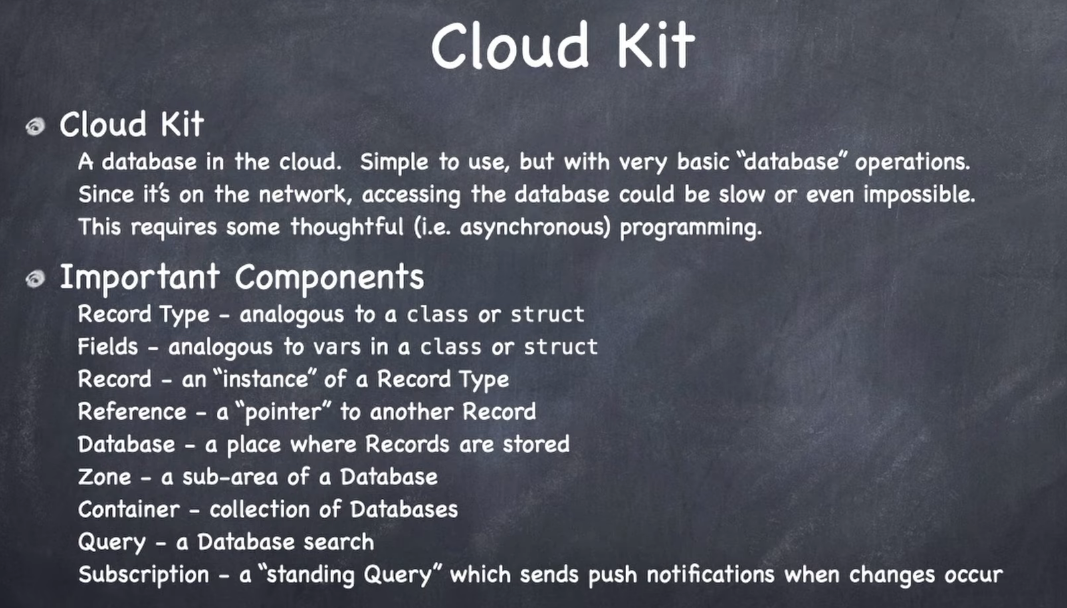 Cloud Kit
Cloud Kit
A database in the cloud. Simple to use, but with very basic “database” operations.
Since it’s on the network, accessing the database could be slow or even impossible.
This requires some thoughtful (i.e. asynchronous) programming.
Important Components
Record Type - analogous to a class or struct
Fields - analogous to vars in a class or struct
Record - an “instance” of a Record Type
Reference - a “pointer” to another Record
Database - a place where Records are stored
Zone - a sub-area of a Database
Container - collection of Databases
Query - a Database search
Subscription - a “standing Query” which sends push notifications when changes occur